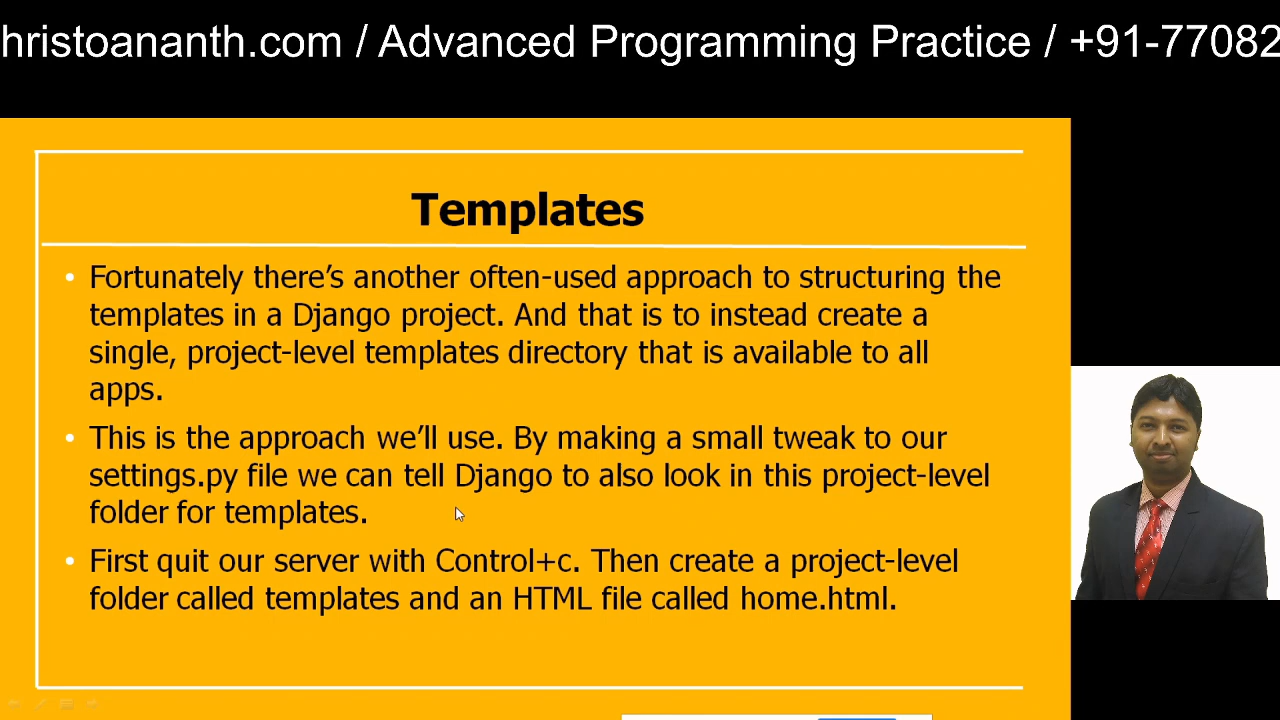 hristoananth.com / Advanced Programming Practice / +91-77082
Templates
• Fortunately there’s another often-used approach to structuring the
templates in a Django project. And that is to instead create a
single, project-level templates directory that is available to all
apps.
• This is the approach we’ll use. By making a small tweak to our
settings.py file we can tell Django to also look in this project-level
folder for templates.
• First quit our server with Control+c. Then create a project-level
folder called templates and an HTML file called home.html.